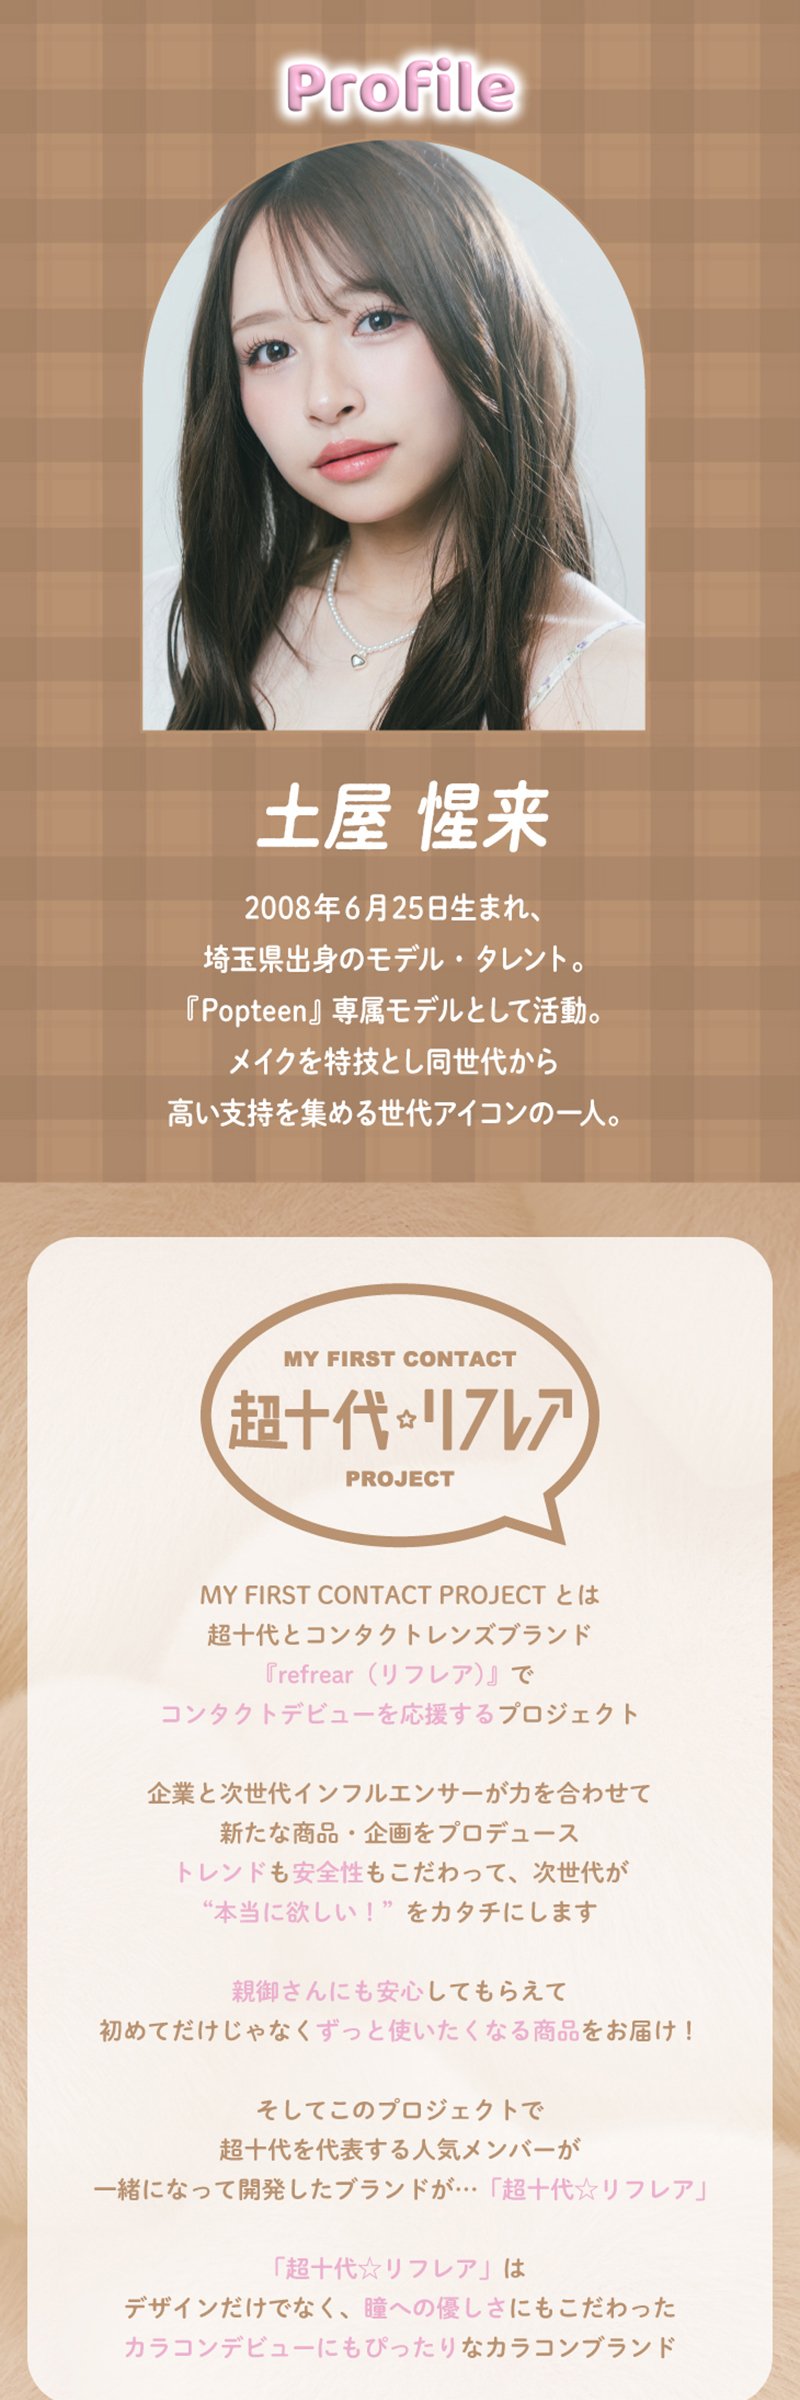 Profile
土屋 惺来
2008年6月25日生まれ、
埼玉県出身のモデル・タレント。
『Popteen』専属モデルとして活動。
メイクを特技とし同世代から
高い支持を集める世代アイコンの一人。
MY FIRST CONTACT
超十代☆リフレア
PROJECT
MY FIRST CONTACT PROJECT とは
超十代とコンタクトレンズブランド
『refrear（リフレア）』で
コンタクトデビューを応援するプロジェクト
企業と次世代インフルエンサーが力を合わせて
新たな商品・企画をプロデュース
トレンドも安全性もこだわって、次世代が
“本当に欲しい！”をカタチにします
親御さんにも安心してもらえて
初めてだけじゃなくずっと使いたくなる商品をお届け！
そしてこのプロジェクトで
超十代を代表する人気メンバーが
一緒になって開発したブランドが…「超十代☆リフレア」
「超十代☆リフレア」は
デザインだけでなく、瞳への優しさにもこだわった
カラコンデビューにもぴったりなカラコンブランド